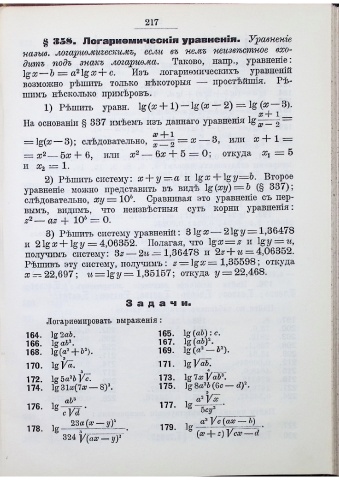 217
§ 358. Логариѳмическія уравненія. Уравненіе
назыв. логариѳмическимъ, если въ немъ неизвѣстное вхо-
дитъ подъ знакъ логариѳма. Таково, напр., уравненіе:
lg x — b = a² lg x + c. Изъ логариѳмическихъ уравненій
возможно рѣшить только нѣкоторыя — простѣйшія. Рѣ-
шимъ нѣсколько примѣровъ.
1) Рѣшить уравн. lg(x + 1) — lg(x — 2) = lg(x — 3).
На основаніи § 337 имѣемъ изъ даннаго уравненія lg (x + 1)/(x — 2) =
= lg(x — 3); слѣдовательно, (x + 1)/(x — 2) = x — 3, или x + 1 =
= x² — 5x + 6, или x² — 6x + 5 = 0; откуда x₁ = 5
и x₂ = 1.
2) Рѣшить систему: x + y = a и lg x + lg y = b. Второе
уравненіе можно представить въ видѣ lg(xy) = b (§ 337);
слѣдовательно, xy = 10ᵇ. Сравнивая это уравненіе съ пер-
вымъ, видимъ, что неизвѣстныя суть корни уравненія:
z² — az + 10ᵇ = 0.
3) Рѣшить систему уравненій: 3 lg x — 2 lg y = 1,36478
и 2 lg x + lg y = 4,06352. Полагая, что lg x = z и lg y = u,
получимъ систему: 3z — 2u = 1,36478 и 2z + u = 4,06352.
Рѣшивъ эту систему, получимъ: z = lg x = 1,35598; откуда
x = 22,697; u = lg y = 1,35157; откуда y = 22,468.
Задачи.
Логариѳмировать выраженія:
164. lg 2ab. 165. lg (ab) : c.
166. lg ab³. 167. lg (ab)³.
168. lg(a² + b²). 169. lg (a² — b²).
170. lg √a. 171. lg √ab.
172. lg 5a²b √c. 173. lg 7x √ab².
174. lg 31x(7x — 8)³. 175. lg 8a²b (5c — d)².
176. lg ab³/(c √d). 177. lg a² √x/(5cy²).
178. lg 23a (x — y)³/(324 √(ax — y)²). 179. lg a² √c (ax — b)/((x + z) √cx — d).